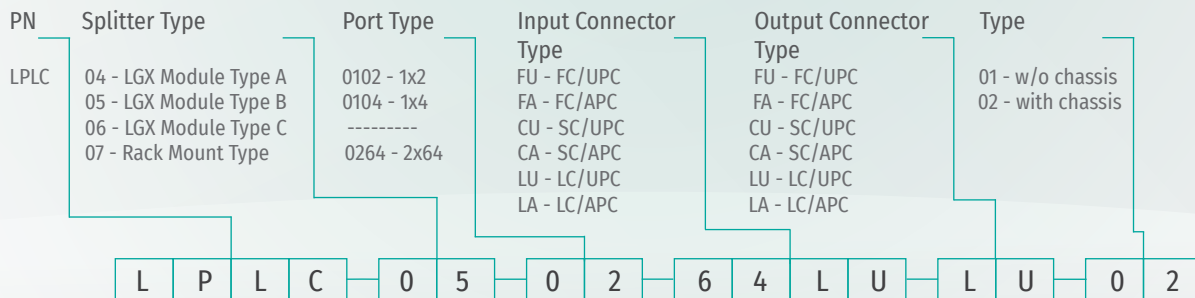 PN Splitter Type Port Type Input Connector Type Output Connector Type Type
LPLC 04 - LGX Module Type A 0102 - 1x2 FU - FC/UPC FU - FC/UPC 01 - w/o chassis
05 - LGX Module Type B 0104 - 1x4 FA - FC/APC FA - FC/APC 02 - with chassis
06 - LGX Module Type C --------- CU - SC/UPC CU - SC/UPC
07 - Rack Mount Type 0264 - 2x64 CA - SC/APC CA - SC/APC
LU - LC/UPC LU - LC/UPC
LA - LC/APC LA - LC/APC
L P L C 0 5 0 2 6 4 L U L U 0 2